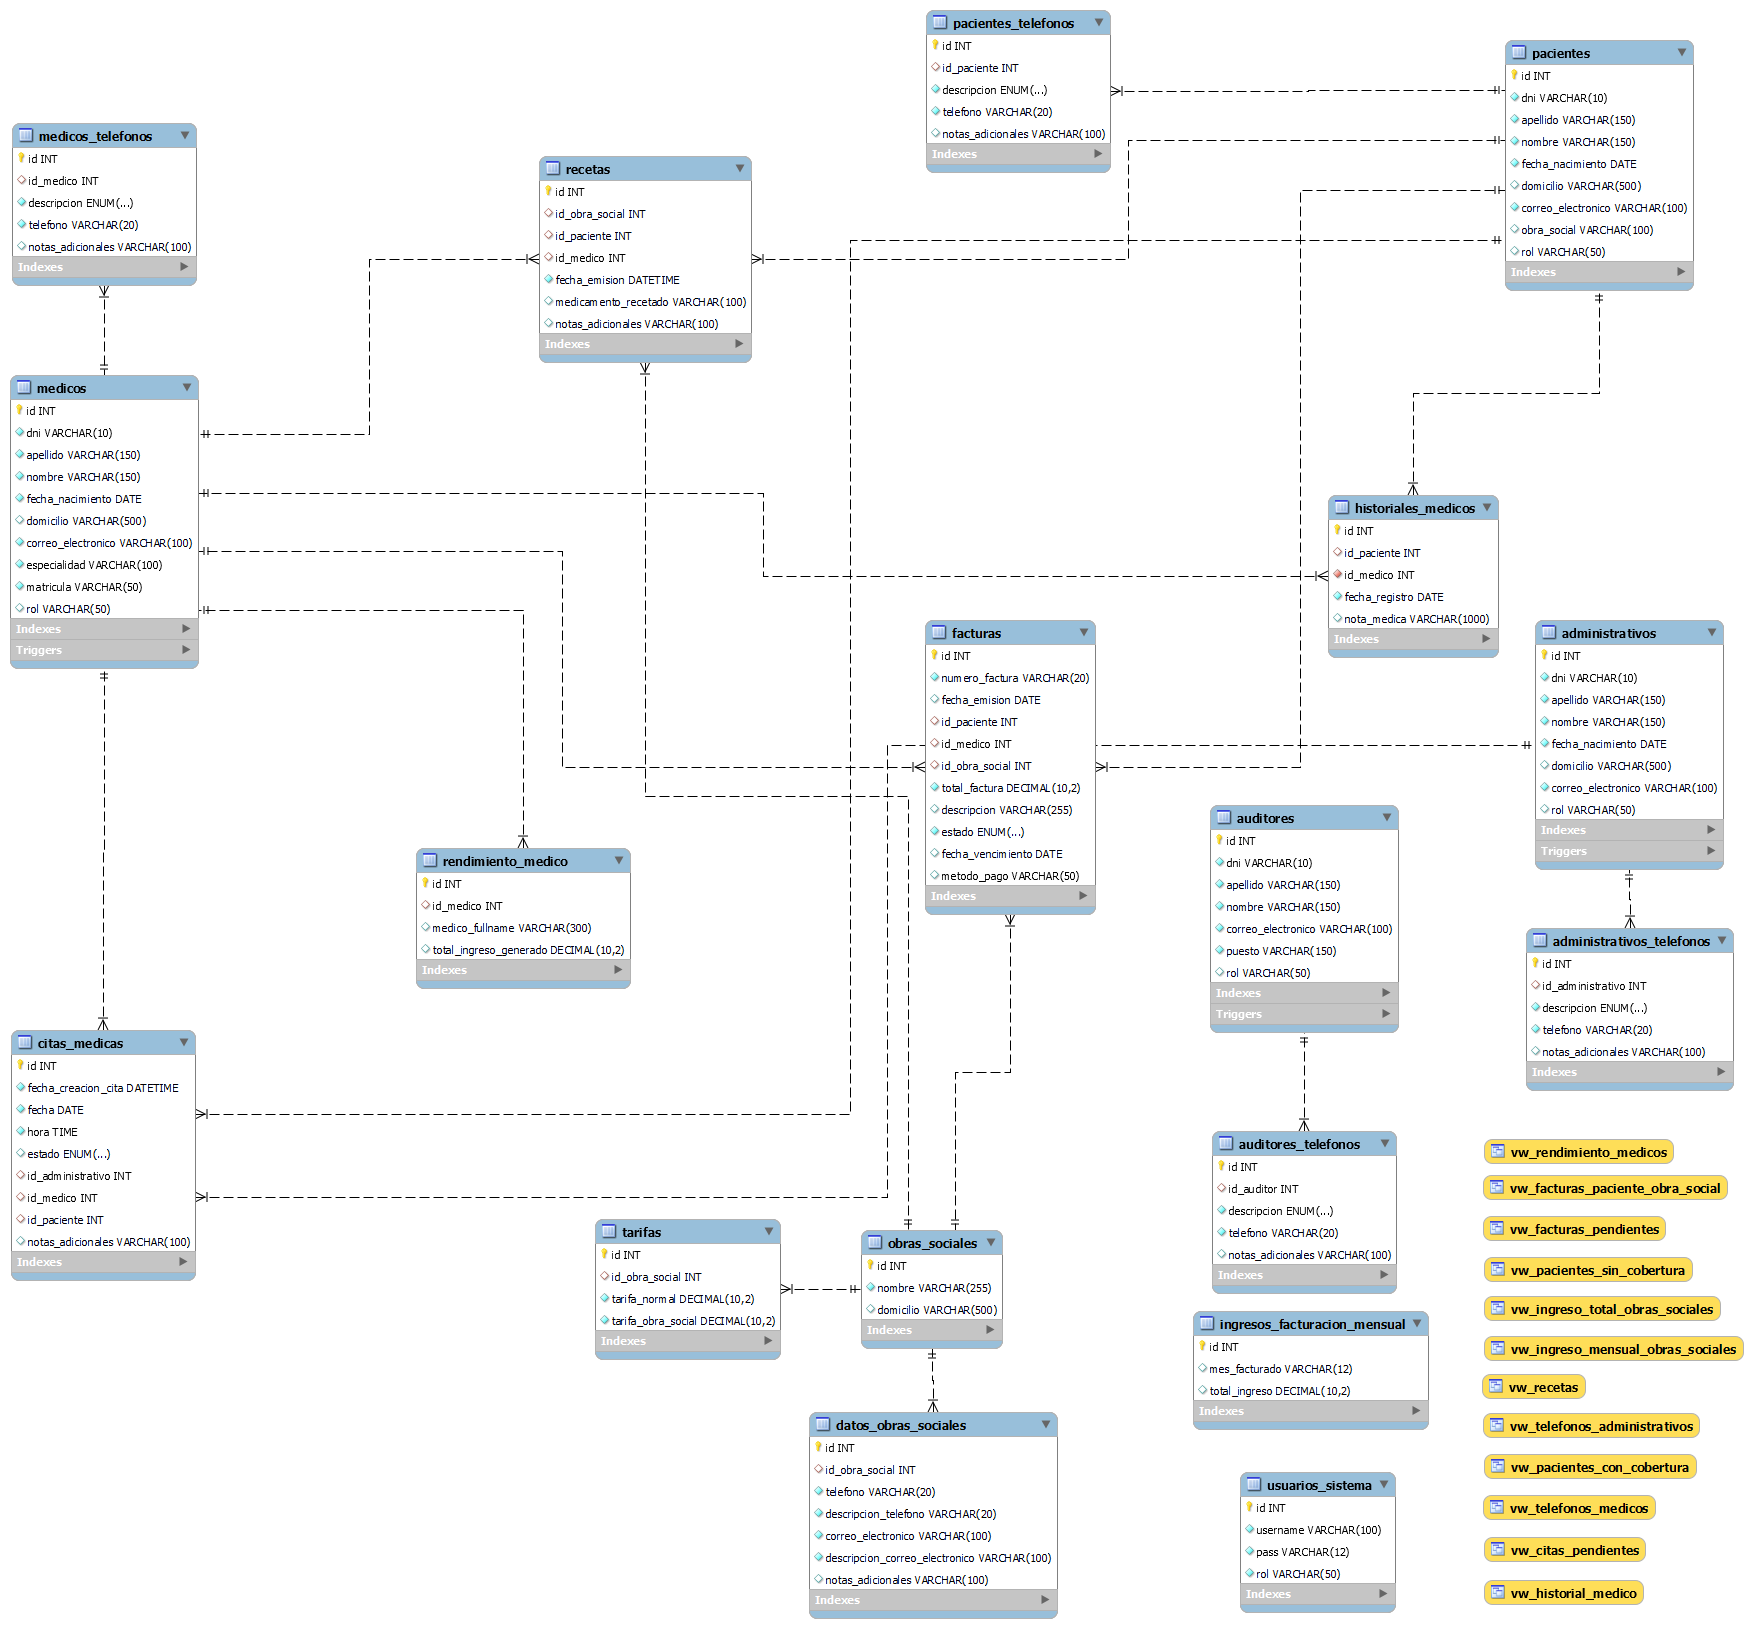 pacientes_telefonos
id INT
id_paciente INT
descripcion ENUM(...)
telefono VARCHAR(20)
notas_adicionales VARCHAR(100)
Indexes
pacientes
id INT
dni VARCHAR(10)
apellido VARCHAR(150)
nombre VARCHAR(150)
fecha_nacimiento DATE
domicilio VARCHAR(500)
correo_electronico VARCHAR(100)
obra_social VARCHAR(100)
rol VARCHAR(50)
Indexes
medicos_telefonos
id INT
id_medico INT
descripcion ENUM(...)
telefono VARCHAR(20)
notas_adicionales VARCHAR(100)
Indexes
recetas
id INT
id_obra_social INT
id_paciente INT
id_medico INT
fecha_emision DATETIME
medicamento_recetado VARCHAR(100)
notas_adicionales VARCHAR(100)
Indexes
medicos
id INT
dni VARCHAR(10)
apellido VARCHAR(150)
nombre VARCHAR(150)
fecha_nacimiento DATE
domicilio VARCHAR(500)
correo_electronico VARCHAR(100)
especialidad VARCHAR(100)
matricula VARCHAR(50)
rol VARCHAR(50)
Indexes
Triggers
historiales_medicos
id INT
id_paciente INT
id_medico INT
fecha_registro DATE
nota_medica VARCHAR(1000)
Indexes
facturas
id INT
numero_factura VARCHAR(20)
fecha_emision DATE
id_paciente INT
id_medico INT
id_obra_social INT
total_factura DECIMAL(10,2)
descripcion VARCHAR(255)
estado ENUM(...)
fecha_vencimiento DATE
metodo_pago VARCHAR(50)
Indexes
administrativos
id INT
dni VARCHAR(10)
apellido VARCHAR(150)
nombre VARCHAR(150)
fecha_nacimiento DATE
domicilio VARCHAR(500)
correo_electronico VARCHAR(100)
rol VARCHAR(50)
Indexes
Triggers
auditores
id INT
dni VARCHAR(10)
apellido VARCHAR(150)
nombre VARCHAR(150)
correo_electronico VARCHAR(100)
puesto VARCHAR(150)
rol VARCHAR(50)
Indexes
Triggers
rendimiento_medico
id INT
id_medico INT
medico_fullname VARCHAR(300)
total_ingreso_generado DECIMAL(10,2)
Indexes
administrativos_telefonos
id INT
id_administrativo INT
descripcion ENUM(...)
telefono VARCHAR(20)
notas_adicionales VARCHAR(100)
Indexes
citas_medicas
id INT
fecha_creacion_cita DATETIME
fecha DATE
hora TIME
estado ENUM(...)
id_administrativo INT
id_medico INT
id_paciente INT
notas_adicionales VARCHAR(100)
Indexes
auditores_telefonos
id INT
id_auditor INT
descripcion ENUM(...)
telefono VARCHAR(20)
notas_adicionales VARCHAR(100)
Indexes
tarifas
id INT
id_obra_social INT
tarifa_normal DECIMAL(10,2)
tarifa_obra_social DECIMAL(10,2)
Indexes
obras_sociales
id INT
nombre VARCHAR(255)
domicilio VARCHAR(500)
Indexes
ingresos_facturacion_mensual
id INT
mes_facturado VARCHAR(12)
total_ingreso DECIMAL(10,2)
Indexes
datos_obras_sociales
id INT
id_obra_social INT
telefono VARCHAR(20)
descripcion_telefono VARCHAR(20)
correo_electronico VARCHAR(100)
descripcion_correo_electronico VARCHAR(100)
notas_adicionales VARCHAR(100)
Indexes
usuarios_sistema
id INT
username VARCHAR(100)
pass VARCHAR(12)
rol VARCHAR(50)
Indexes
vw_rendimiento_medicos
vw_facturas_paciente_obra_social
vw_facturas_pendientes
vw_pacientes_sin_cobertura
vw_ingreso_total_obras_sociales
vw_ingreso_mensual_obras_sociales
vw_recetas
vw_telefonos_administrativos
vw_pacientes_con_cobertura
vw_telefonos_medicos
vw_citas_pendientes
vw_historial_medico